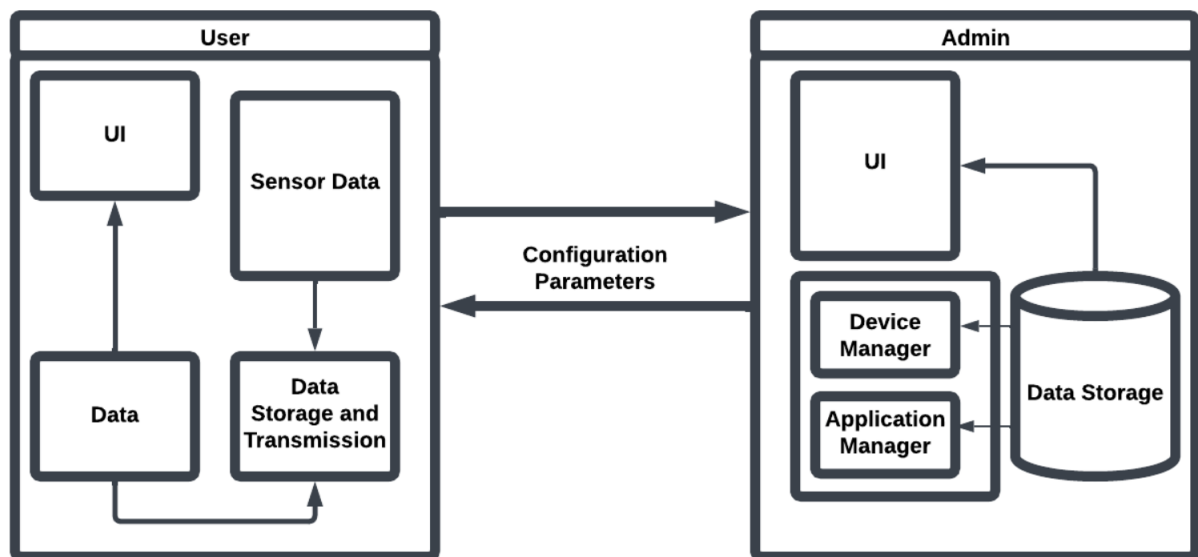 User
UI
Sensor Data
Data
Data
Storage and
Transmission
Configuration
Parameters
Admin
UI
Device
Manager
Application
Manager
Data Storage